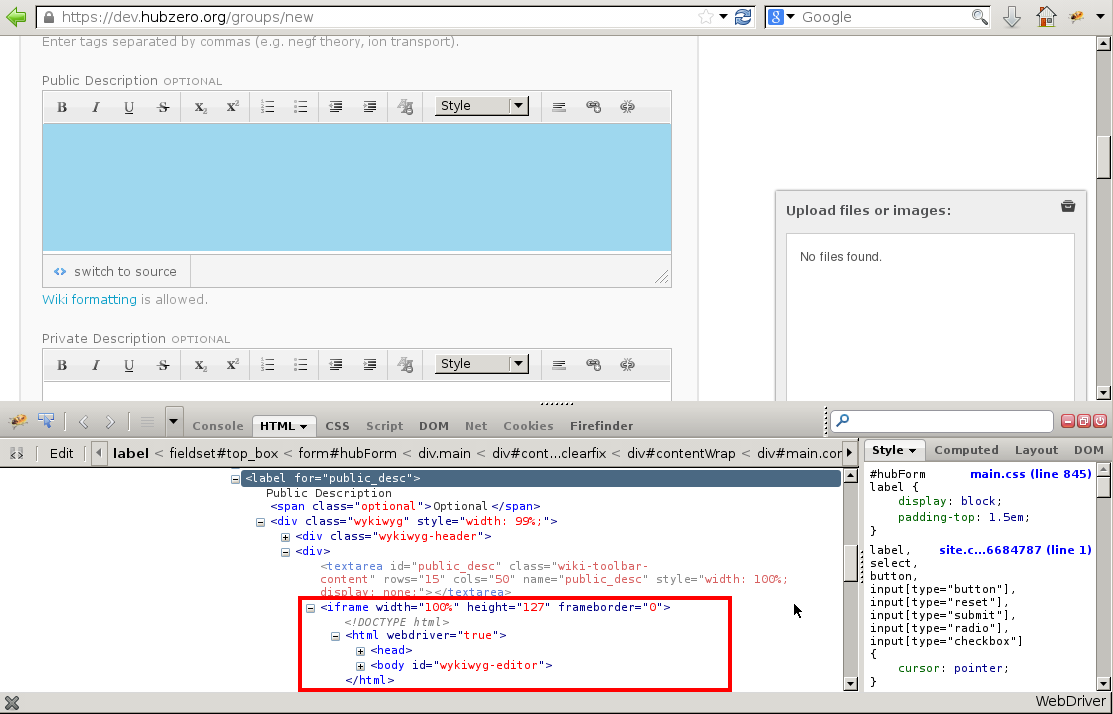 https://dev.hubzero.org/groups/new
Google
Enter tags separated by commas (e.g. negf theory, ion transport).
Public Description OPTIONAL
B I U S x₂ x² Style
switch to source
Wiki formatting is allowed.
Upload files or images:
No files found.
Private Description OPTIONAL
B I U S x₂ x² Style
Console HTML CSS Script DOM Net Cookies Firefinder
Edit label < fieldset#top_box < form#hubForm < div.main < div#cont...clearfix < div#contentWrap < div#main.cor
<label for="public_desc">
Public Description
<span class="optional">Optional</span>
<div class="wykiwyg" style="width: 99%;">
<div class="wykiwyg-header">
<div>
<textarea id="public_desc" class="wiki-toolbar-
content" rows="15" cols="50" name="public_desc" style="width: 100%;
display: none;"></textarea>
<iframe width="100%" height="127" frameborder="0">
<!DOCTYPE html>
<html webdriver="true">
<head>
<body id="wykiwyg-editor">
</html>
Style Computed Layout DOM
#hubForm main.css (line 845)
label {
display: block;
padding-top: 1.5em;
}
label, site.c...6684787 (line 1)
select,
button,
input[type="button"],
input[type="reset"],
input[type="submit"],
input[type="radio"],
input[type="checkbox"]
{
cursor: pointer;
}
WebDriver